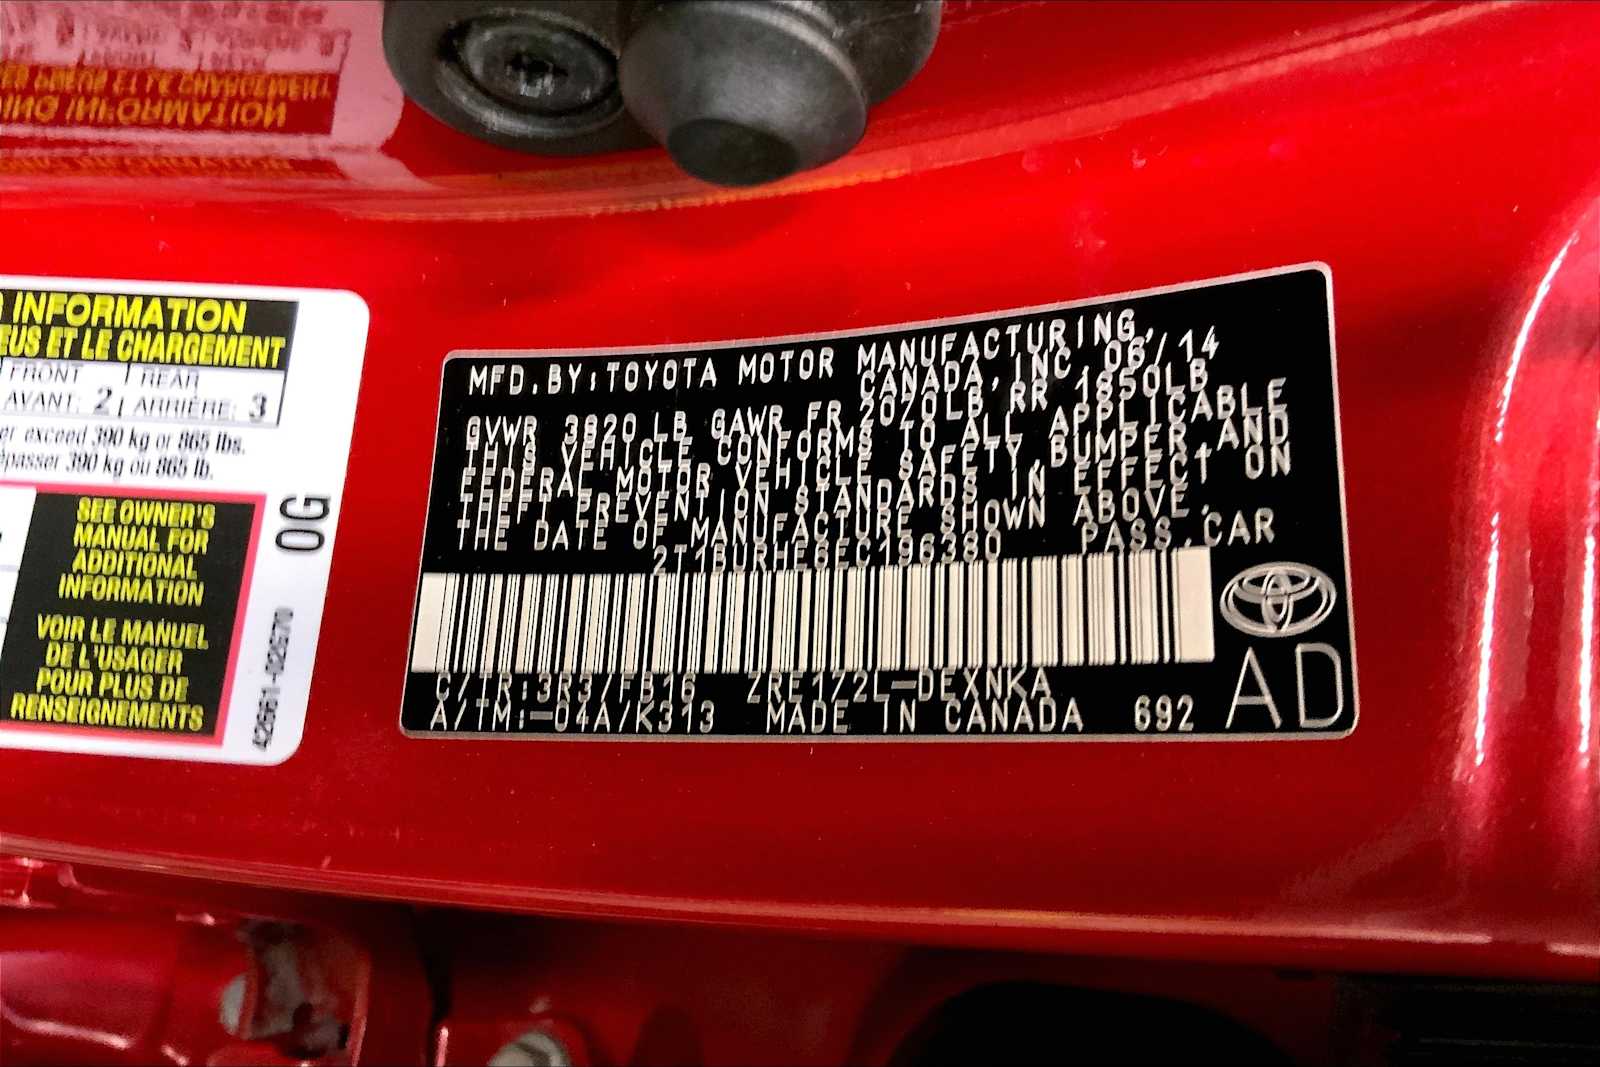 INFORMATION
EUS ET LE CHARGEMENT
FRONT REAR
AVANT: 2 ARRIÈRE: 3
exceed 390 kg or 865 lbs.
390 kg ou 865 lb.
SEE OWNER'S
MANUAL FOR
ADDITIONAL
INFORMATION
VOIR LE MANUEL
DE L'USAGER
POUR PLUS DE
RENSEIGNEMENTS
0G
MFD.BY:TOYOTA MOTOR MANUFACTURING,
CANADA,INC.06/14
GVWR 3820 LB GAWR FR 2070LB RR 1850LB
THIS VEHICLE CONFORMS TO ALL APPLICABLE
FEDERAL MOTOR VEHICLE SAFETY,BUMPER,AND
THEFT PREVENTION STANDARDS IN EFFECT ON
THE DATE OF MANUFACTURE SHOWN ABOVE.
2T1BURHE6EC196380 PASS.CAR
C/TR:3R3/FB16 ZRE172L-DEXNKA
A/TM:-04A/K313 MADE IN CANADA 692
AD